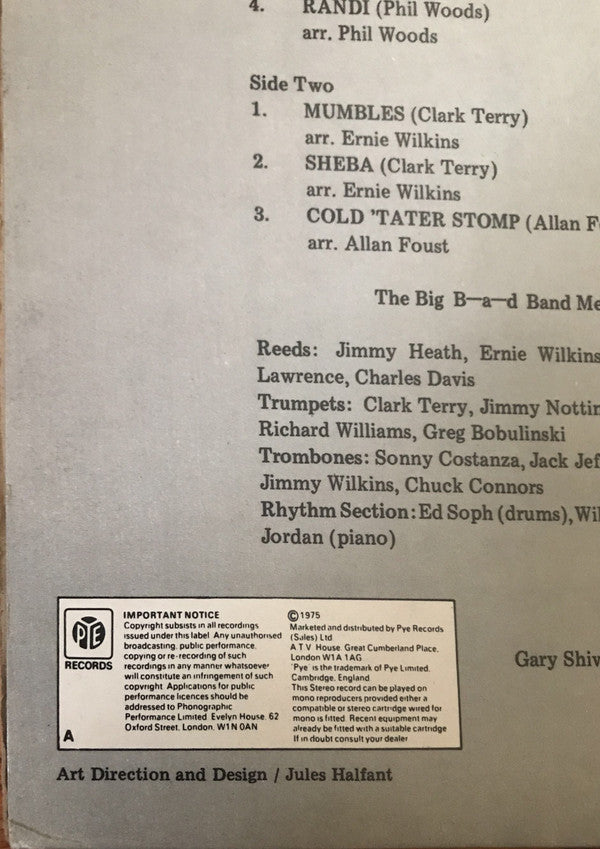 4. RANDI (Phil Woods)
arr. Phil Woods
Side Two
1. MUMBLES (Clark Terry)
arr. Ernie Wilkins
2. SHEBA (Clark Terry)
arr. Ernie Wilkins
3. COLD 'TATER STOMP (Allan F
arr. Allan Foust
The Big B—a—d Band Me
Reeds: Jimmy Heath, Ernie Wilkins
Lawrence, Charles Davis
Trumpets: Clark Terry, Jimmy Nottin
Richard Williams, Greg Bobulinski
Trombones: Sonny Costanza, Jack Jef
Jimmy Wilkins, Chuck Connors
Rhythm Section: Ed Soph (drums), Wil
Jordan (piano)
Gary Shiv
PYE
RECORDS
A
IMPORTANT NOTICE
Copyright subsists in all recordings
issued under this label. Any unauthorised
broadcasting, public performance,
copying or re-recording of such
recordings in any manner whatsoever
will constitute an infringement of such
copyright. Applications for public
performance licences should be
addressed to Phonographic
Performance Limited, Evelyn House, 62
Oxford Street, London, W1N 0AN
© 1975
Marketed and distributed by Pye Records
(Sales) Ltd
A T V House, Great Cumberland Place,
London W1A 1AG
'Pye' is the trademark of Pye Limited,
Cambridge, England
This Stereo record can be played on
mono reproducers provided either a
compatible or stereo cartridge wired for
mono is fitted. Recent equipment may
already be fitted with a suitable cartridge
If in doubt consult your dealer
Art Direction and Design / Jules Halfant